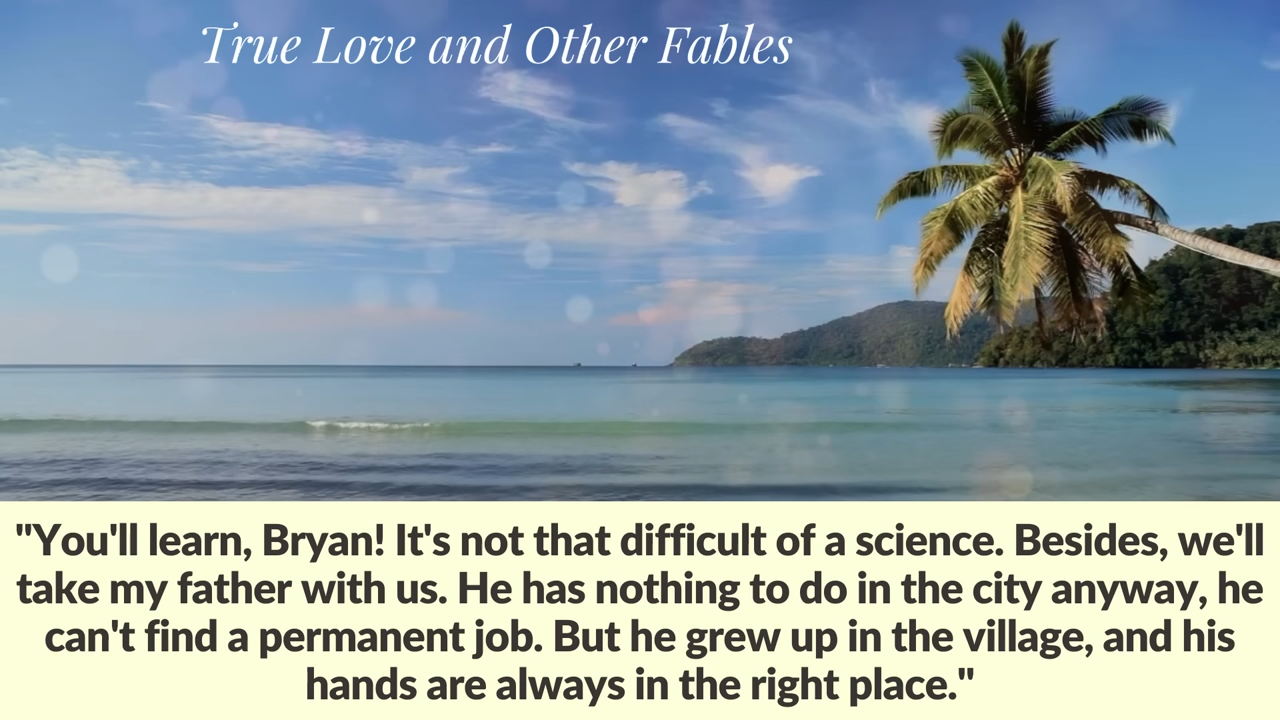 True Love and Other Fables
"You'll learn, Bryan! It's not that difficult of a science. Besides, we'll
take my father with us. He has nothing to do in the city anyway, he
can't find a permanent job. But he grew up in the village, and his
hands are always in the right place."